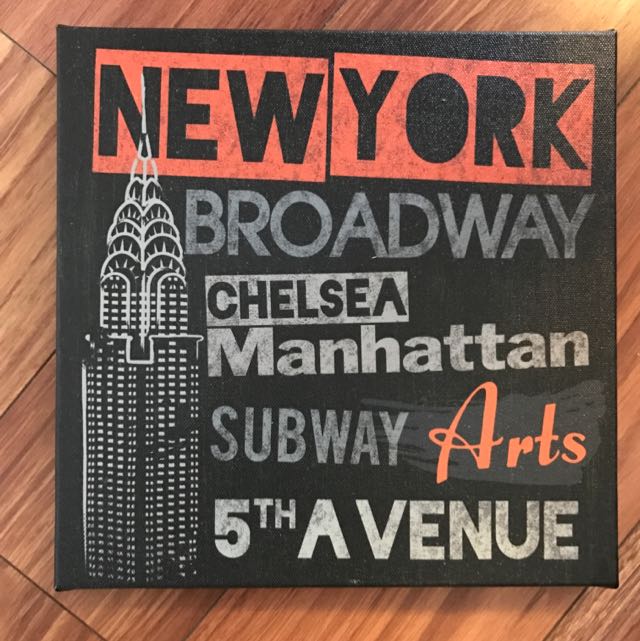 NEW YORK
BROADWAY
CHELSEA
Manhattan
SUBWAY Arts
5TH AVENUE